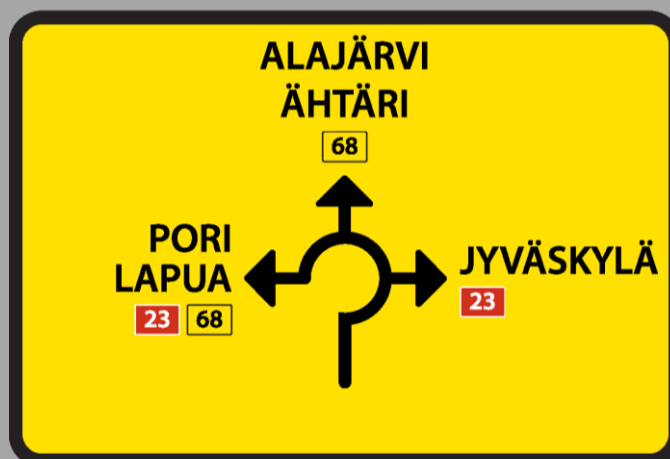 ALAJÄRVI
ÄHTÄRI
68
PORI
LAPUA
23 68
JYVÄSKYLÄ
23